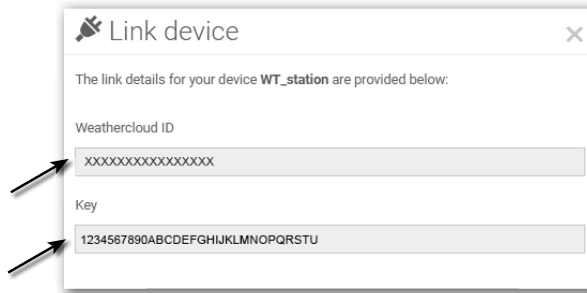 Link device
The link details for your device WT_station are provided below:
Weathercloud ID
XXXXXXXXXXXXXXXX
Key
1234567890ABCDEFGHIJKLMNOPQRSTU